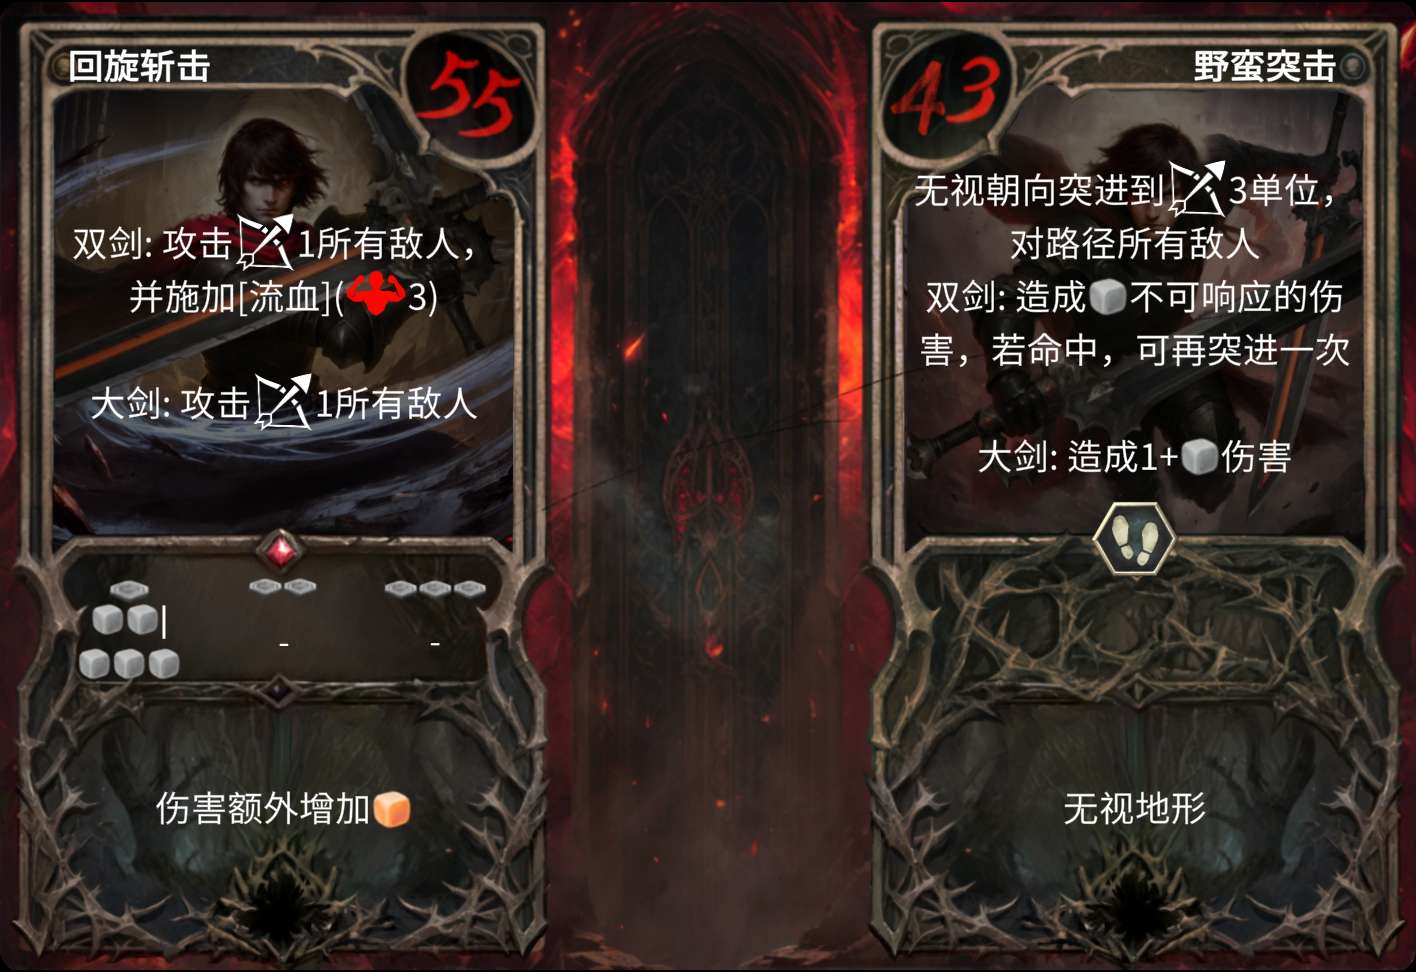 回旋斩击
55
双剑: 攻击1所有敌人，
并施加[流血](3)
大剑: 攻击1所有敌人
|
-
-
伤害额外增加
43
野蛮突击
无视朝向突进到3单位，
对路径所有敌人
双剑: 造成不可响应的伤
害，若命中，可再突进一次
大剑: 造成1+伤害
无视地形